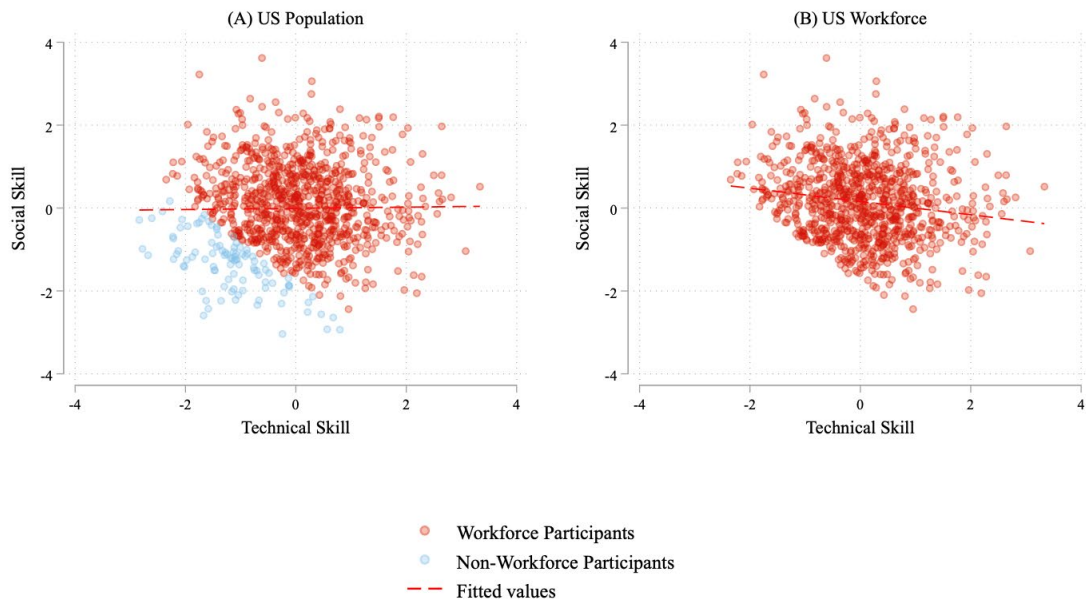 (A) US Population
(B) US Workforce
4
2
0
-2
-4
Social Skill
-4
-2
0
2
4
Technical Skill
4
2
0
-2
-4
Social Skill
-4
-2
0
2
4
Technical Skill
Workforce Participants
Non-Workforce Participants
Fitted values